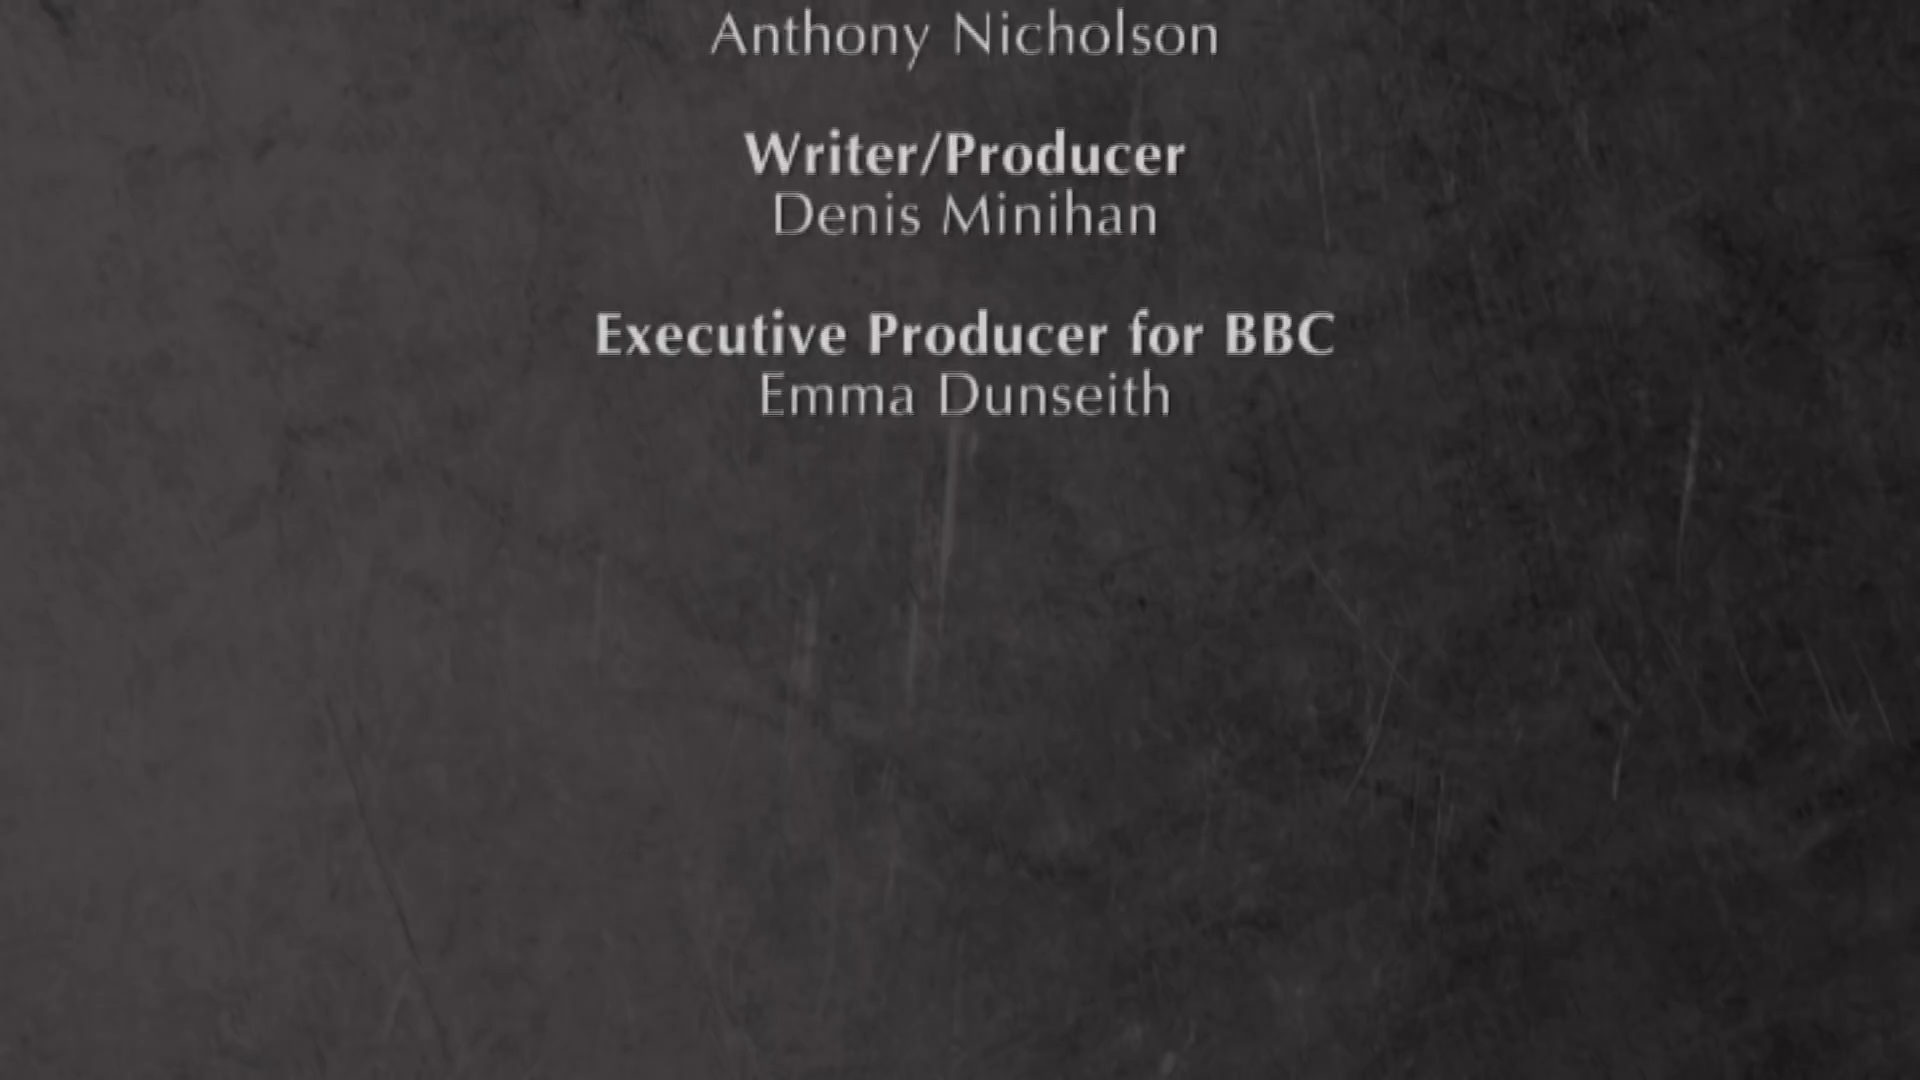 Anthony Nicholson
Writer/Producer
Denis Minihan
Executive Producer for BBC
Emma Dunseith